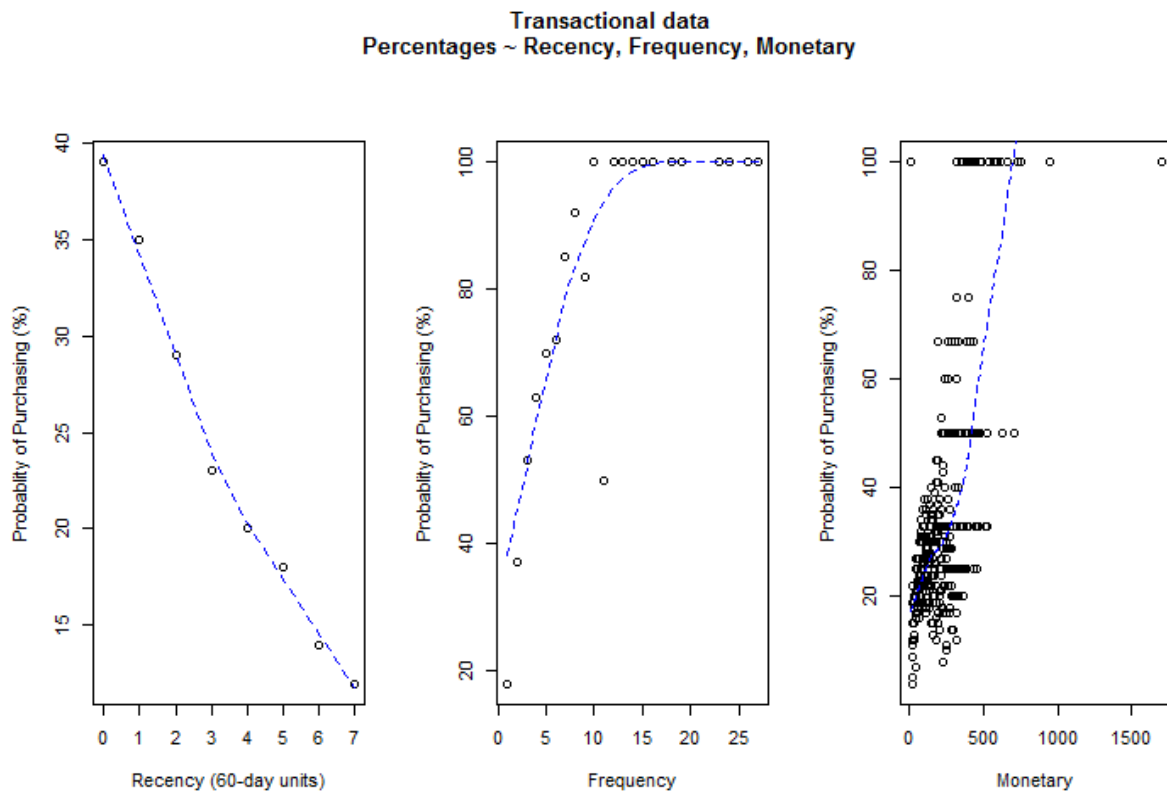 Transactional data
Percentages ~ Recency, Frequency, Monetary
Probablity of Purchasing (%)
40
35
30
25
20
15
0 1 2 3 4 5 6 7
Recency (60-day units)
Probablity of Purchasing (%)
100
80
60
40
20
0 5 10 15 20 25
Frequency
Probablity of Purchasing (%)
100
80
60
40
20
0 500 1000 1500
Monetary